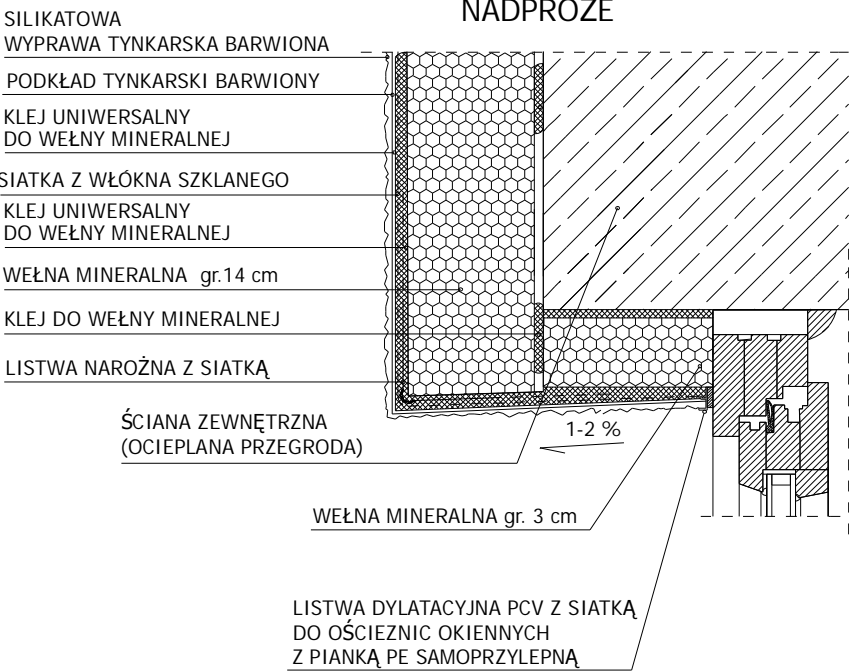 NADPROŻE
SILIKATOWA
WYPRAWA TYNKARSKA BARWIONA
PODKŁAD TYNKARSKI BARWIONY
KLEJ UNIWERSALNY
DO WEŁNY MINERALNEJ
SIATKA Z WŁÓKNA SZKLANEGO
KLEJ UNIWERSALNY
DO WEŁNY MINERALNEJ
WEŁNA MINERALNA gr.14 cm
KLEJ DO WEŁNY MINERALNEJ
LISTWA NAROŻNA Z SIATKĄ
ŚCIANA ZEWNĘTRZNA
(OCIEPLANA PRZEGRODA)
1-2 %
WEŁNA MINERALNA gr. 3 cm
LISTWA DYLATACYJNA PCV Z SIATKĄ
DO OŚCIEZNIC OKIENNYCH
Z PIANKĄ PE SAMOPRZYLEPNĄ